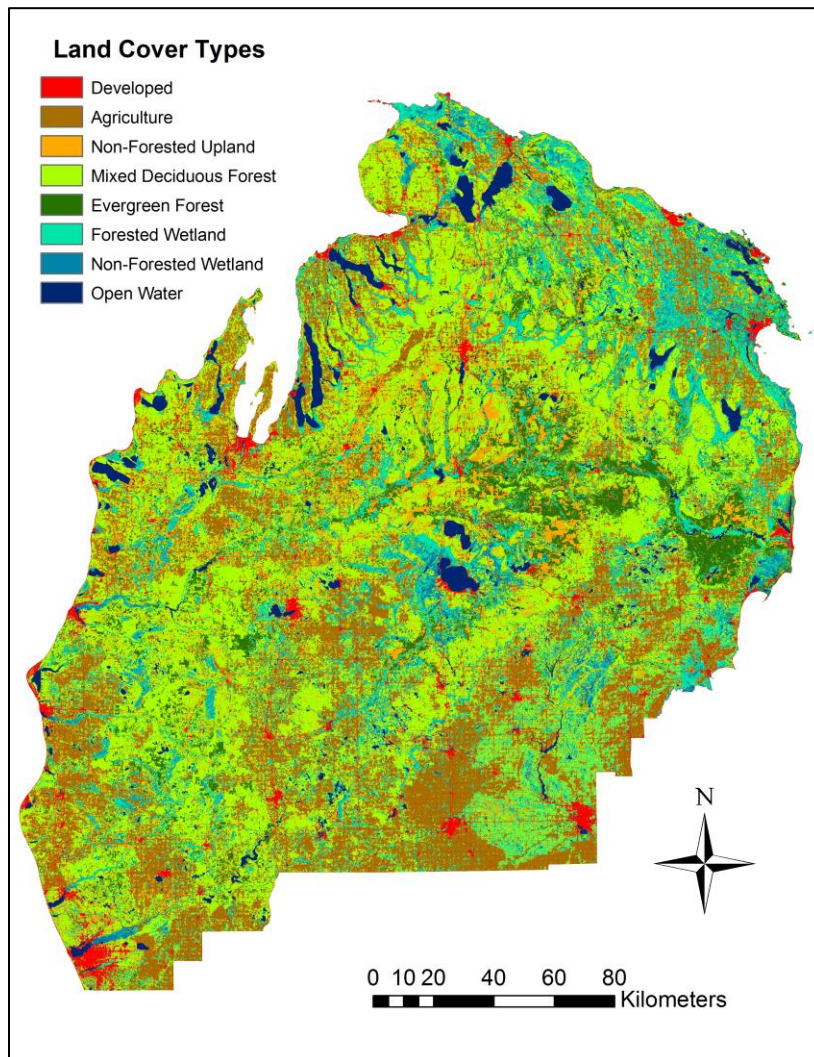 Land Cover Types
Developed
Agriculture
Non-Forested Upland
Mixed Deciduous Forest
Evergreen Forest
Forested Wetland
Non-Forested Wetland
Open Water
N
0 10 20 40 60 80
Kilometers